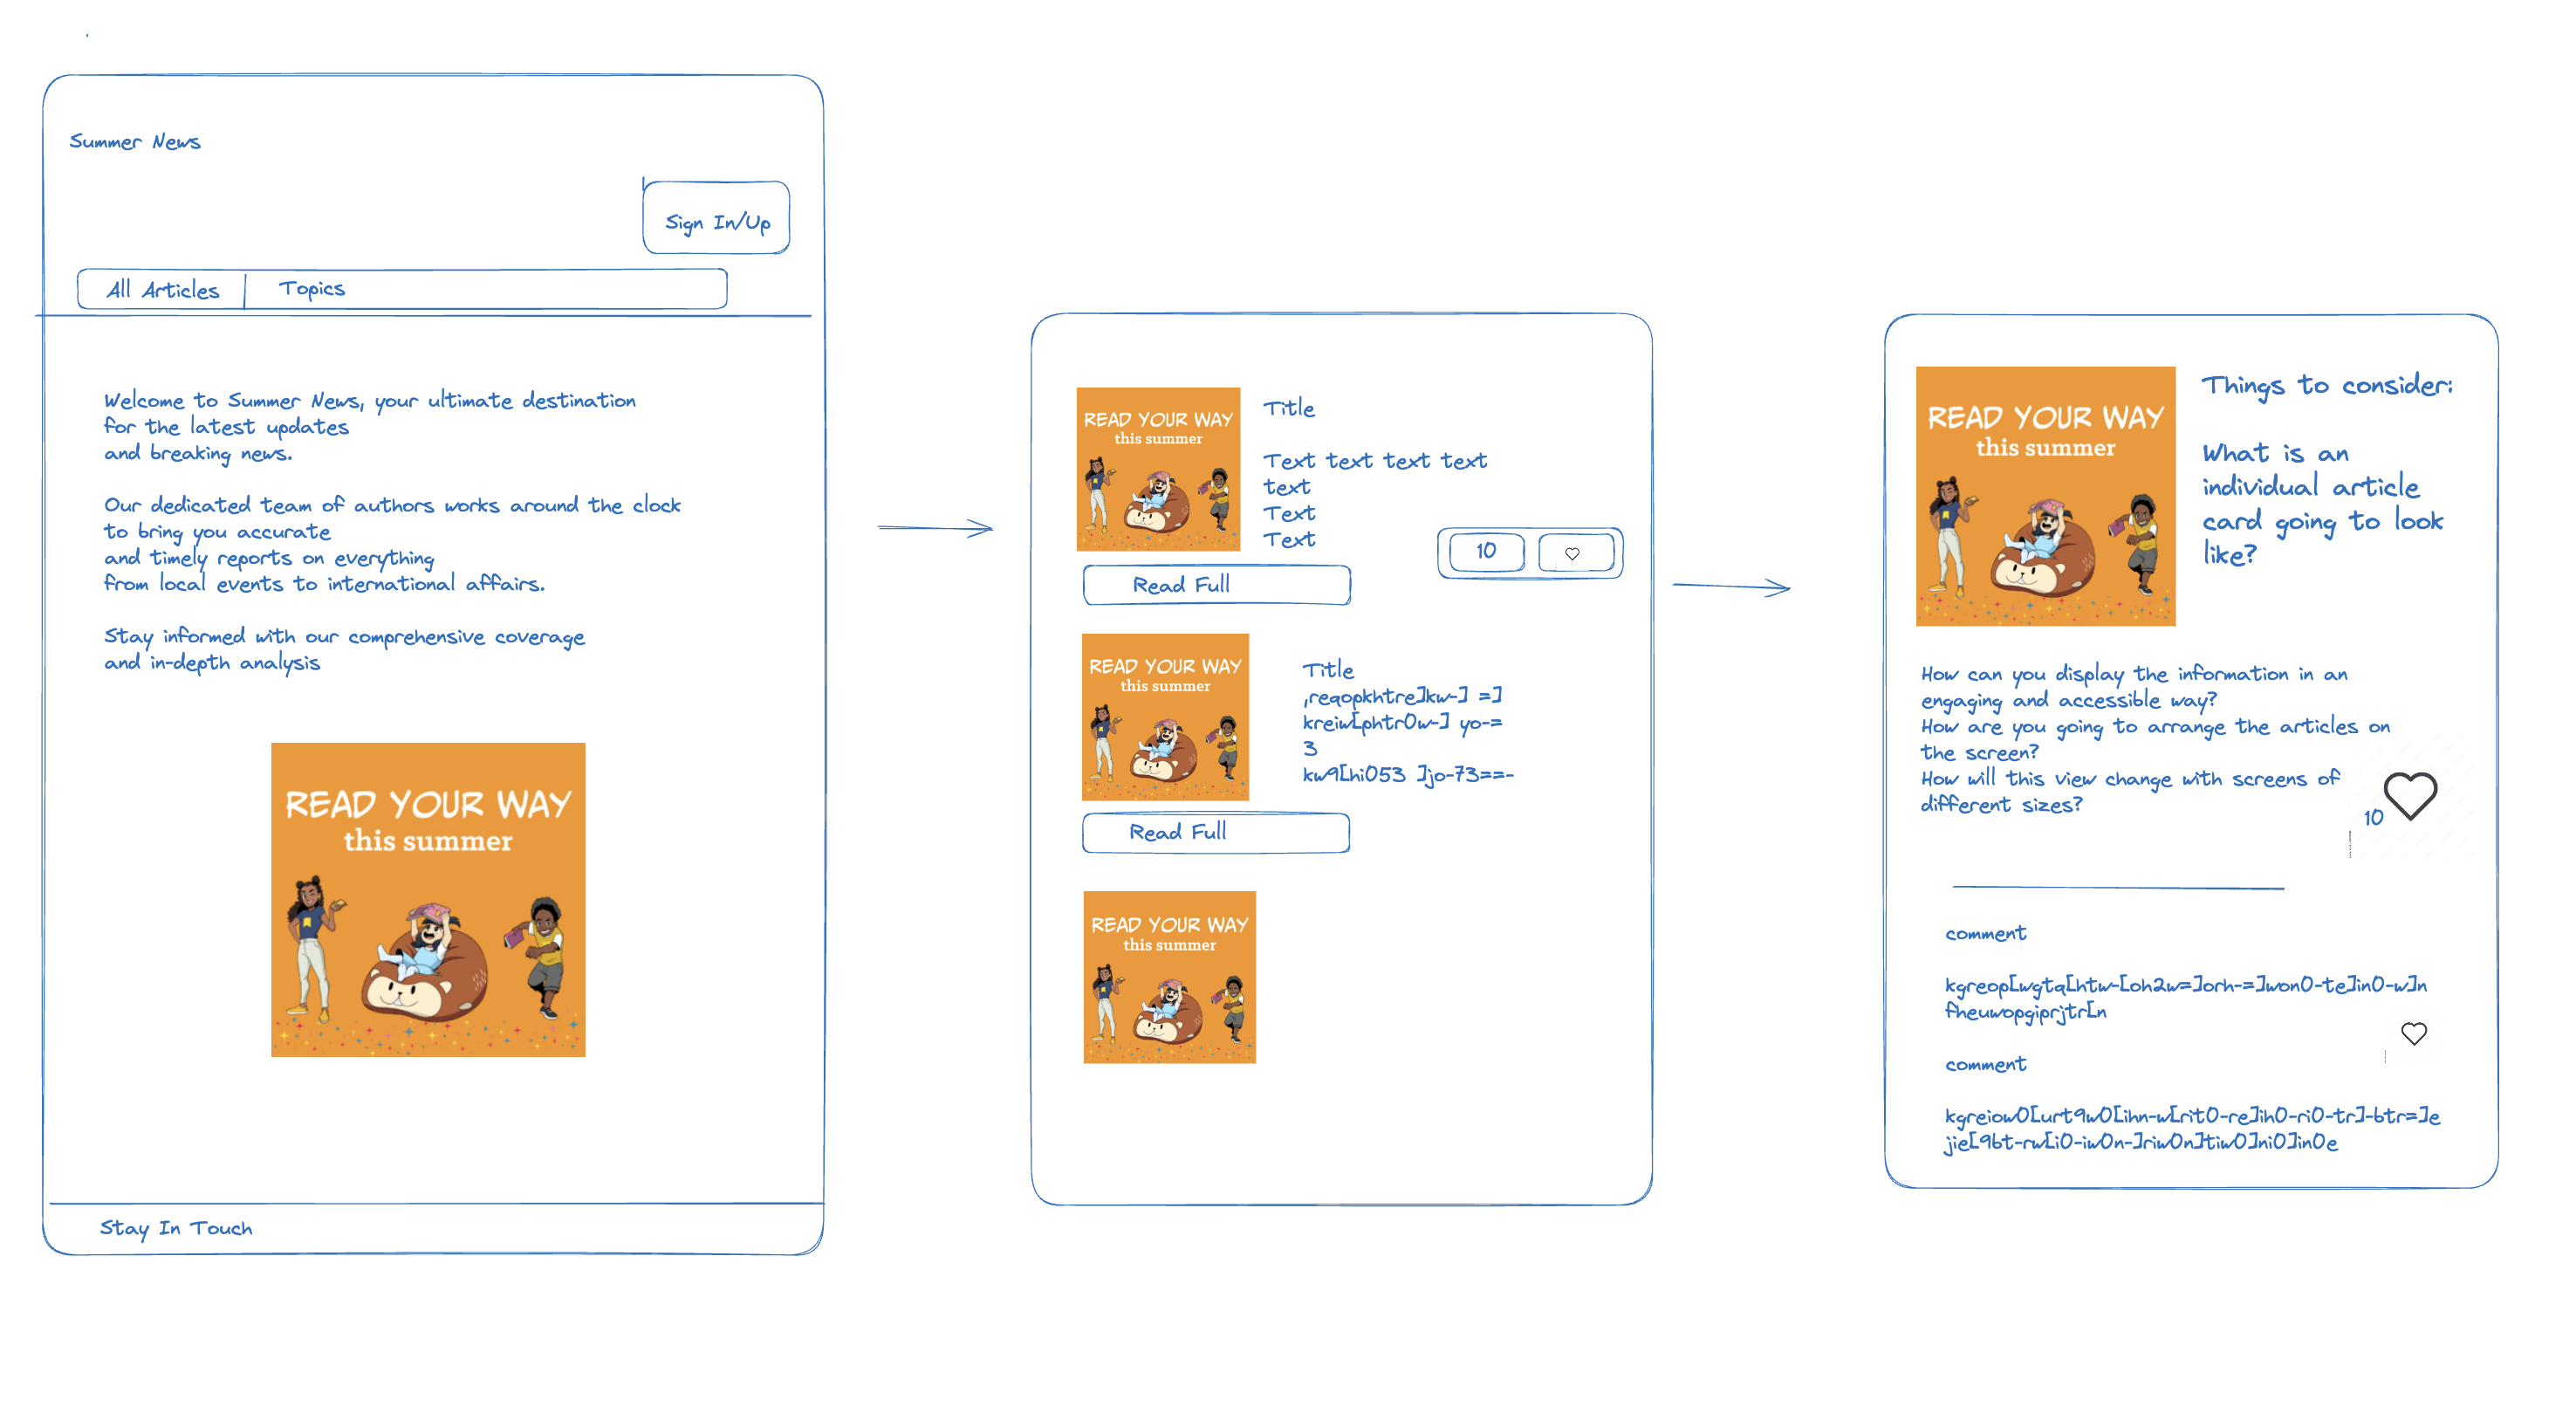 Summer News
Sign In/Up
All Articles
Topics
Welcome to Summer News, your ultimate destination
for the latest updates
and breaking news.
Our dedicated team of authors works around the clock
to bring you accurate
and timely reports on everything
from local events to international affairs.
Stay informed with our comprehensive coverage
and in-depth analysis
READ YOUR WAY
this summer
Stay In Touch
READ YOUR WAY
this summer
Title
Text text text text
text
Text
Text
10
Read Full
READ YOUR WAY
this summer
Title
,reqopkhtre]kw-] =]
kreiw[phtr0w-] yo-=
3
kw9[hi053 ]jo-73==-
Read Full
READ YOUR WAY
this summer
READ YOUR WAY
this summer
Things to consider:
What is an
individual article
card going to look
like?
How can you display the information in an
engaging and accessible way?
How are you going to arrange the articles on
the screen?
How will this view change with screens of
different sizes?
10
comment
kgreop[wgtq[htw-[oh2w=]orh-=]won0-te]in0-w]n
fheuwopgiprjtr[n
comment
kgreiow0[urt9w0[ihn-w[rit0-re]ih0-ri0-tr]-btr=]e
jie[9bt-rw[i0-iw0n-]riw0n]tiw0]ni0]in0e